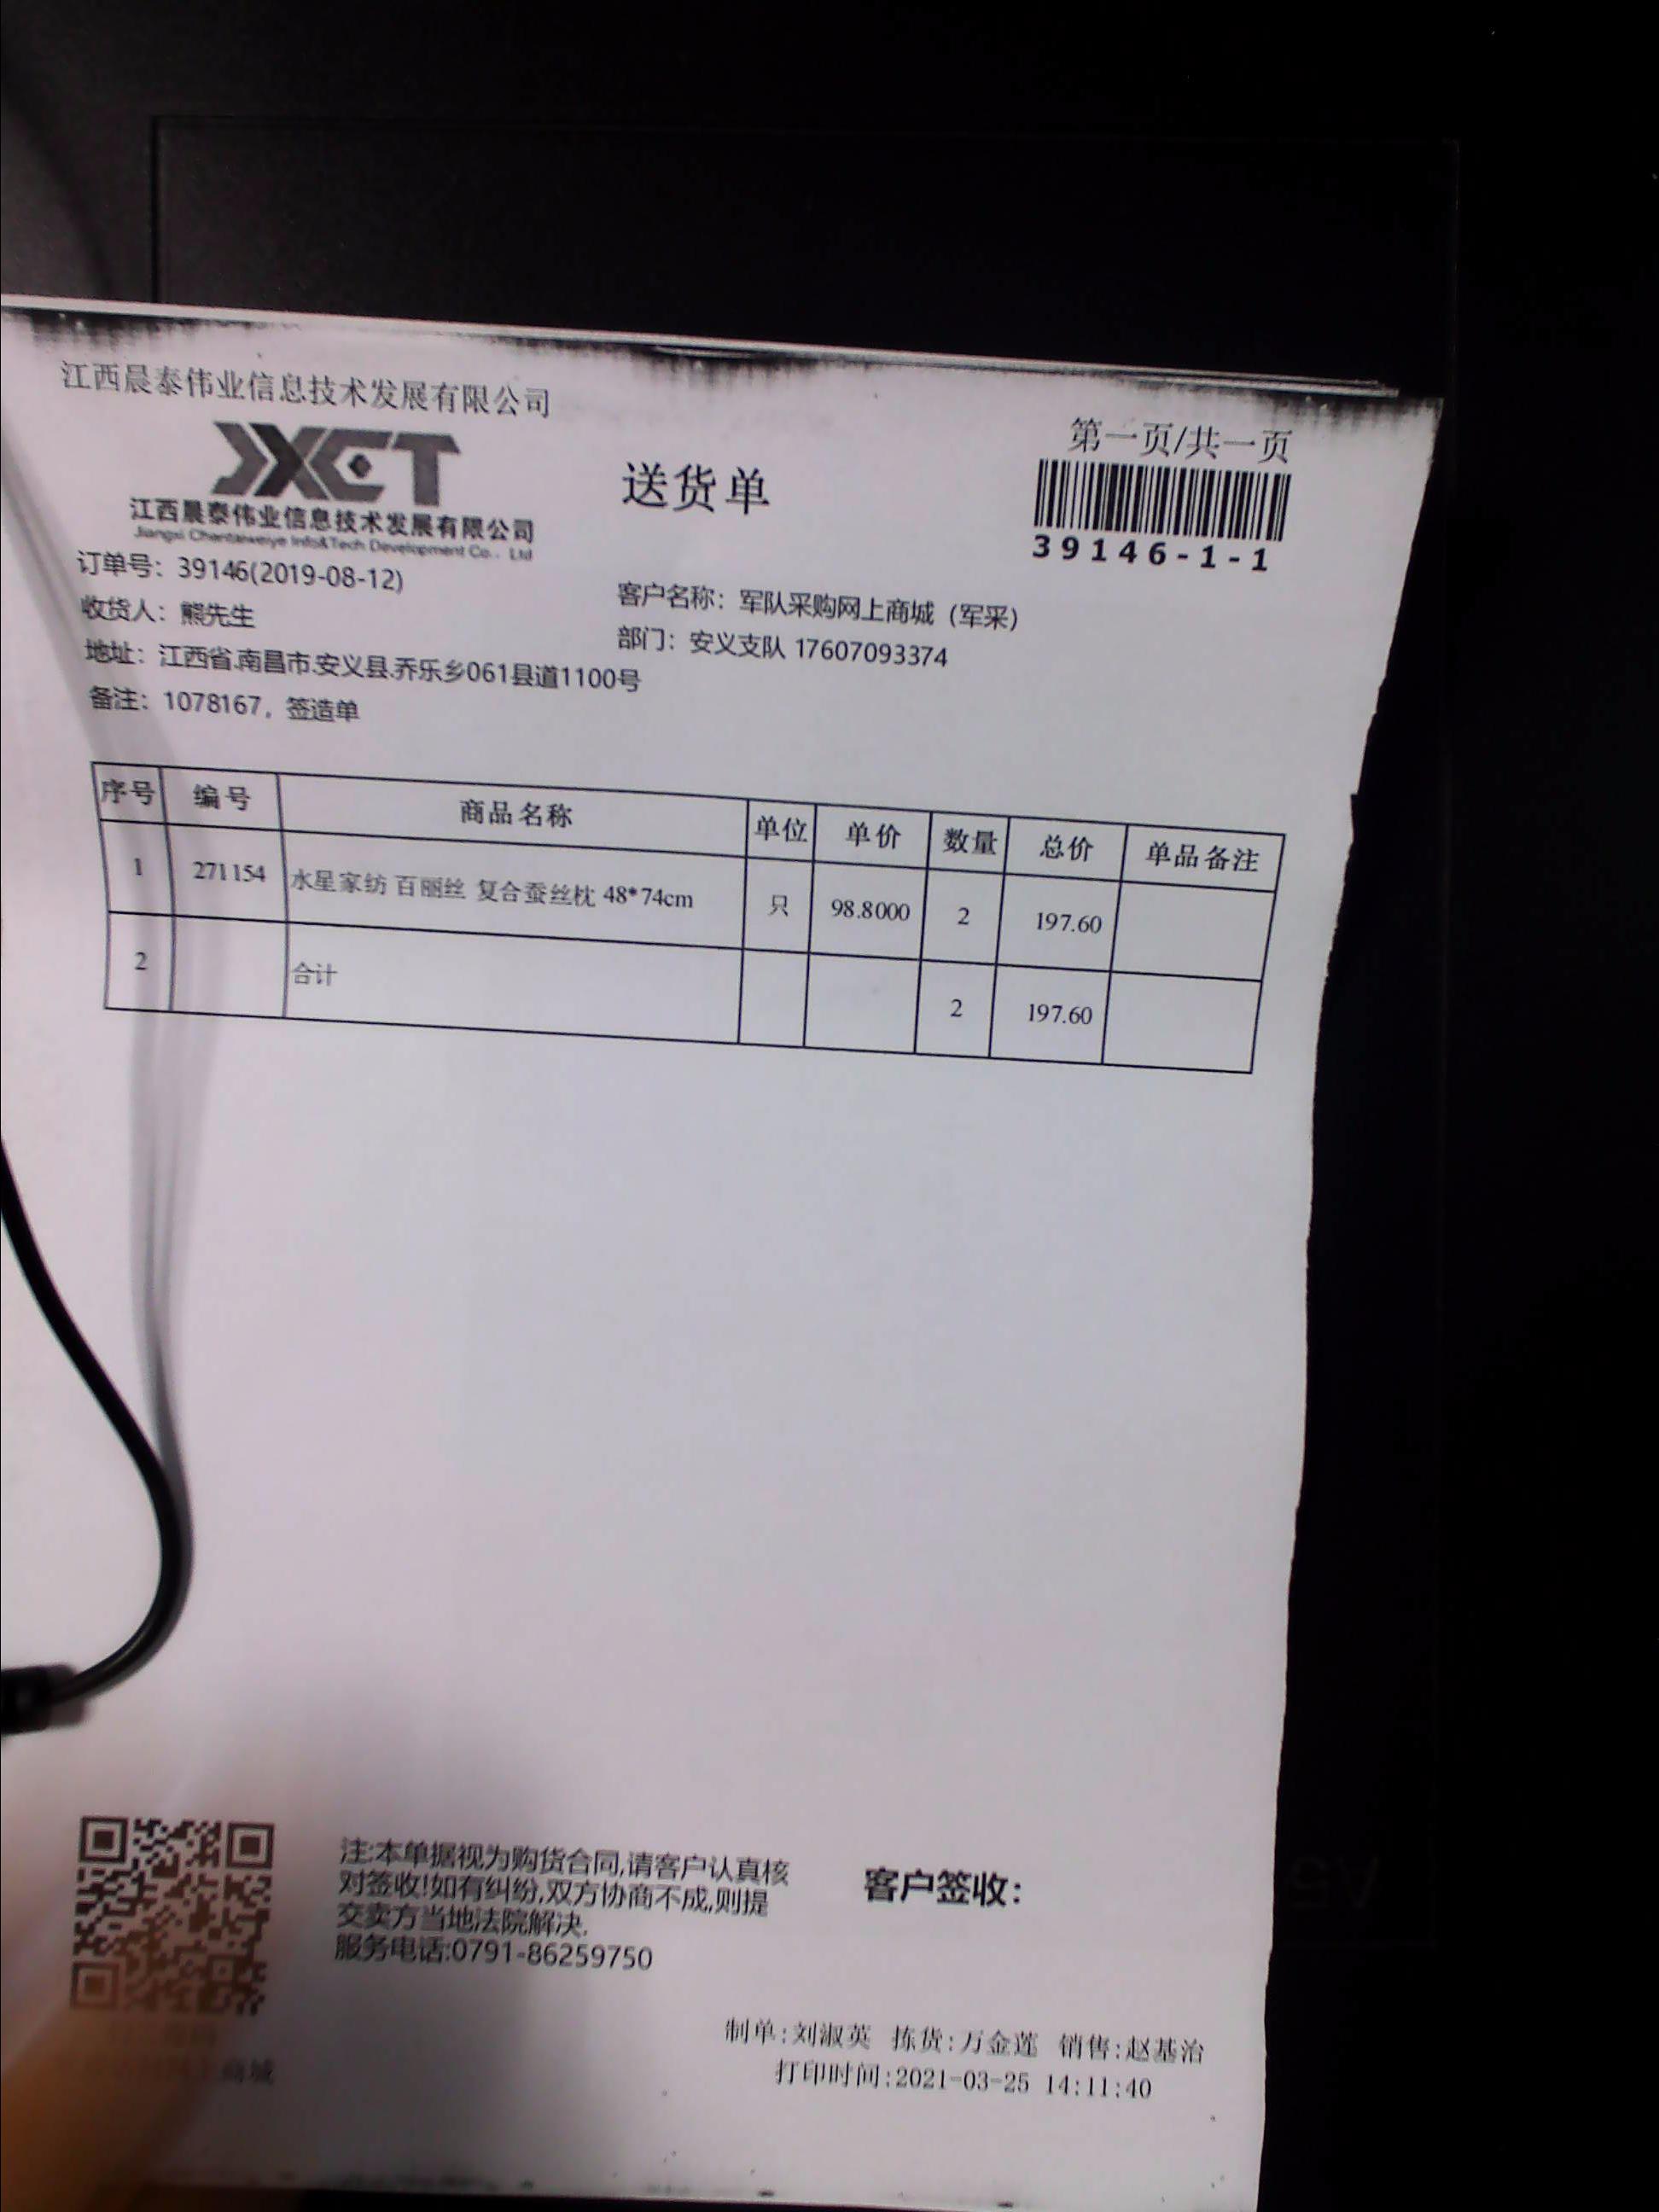 江西晨泰伟业信息技术发展有限公司
第一页/共一页
JXCT
送货单
江西晨泰伟业信息技术发展有限公司
Jiangxi Chentaiweiye Info&Tech Development Co., Ltd
39146-1-1
订单号：39146(2019-08-12)
客户名称：军队采购网上商城（军采）
收货人：熊先生
部门：安义支队 17607093374
地址：江西省.南昌市.安义县.乔乐乡061县道1100号
备注：1078167，签造单
序号 编号 商品名称 单位 单价 数量 总价 单品备注
1 271154 水星家纺 百丽丝 复合蚕丝枕 48*74cm 只 98.8000 2 197.60
2 合计 2 197.60
注:本单据视为购货合同,请客户认真核
对签收!如有纠纷,双方协商不成,则提
交卖方当地法院解决.
服务电话:0791-86259750
客户签收：
商城
制单:刘淑英 拣货:万金莲 销售:赵基治
打印时间:2021-03-25 14:11:40
A5